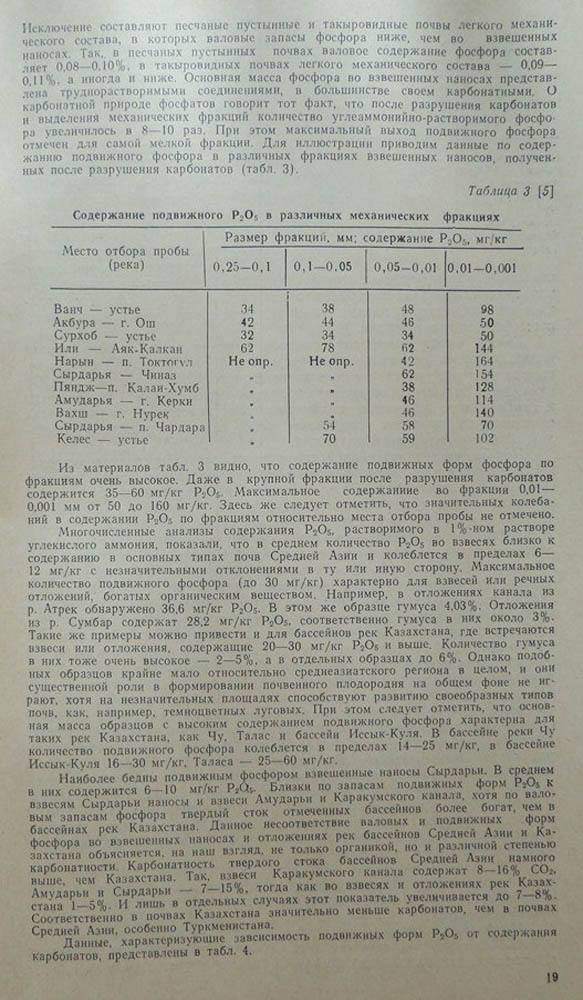 Исключение составляют песчаные пустынные и такыровидные почвы легкого механи-
ческого состава, в которых валовые запасы фосфора ниже, чем во взвешенных
наносах. Так, в песчаных пустынных почвах валовое содержание фосфора состав-
ляет 0,08—0,10%, в такыровидных почвах легкого механического состава — 0,09—
0,11%, а иногда и ниже. Основная масса фосфора во взвешенных наносах представ-
лена труднорастворимыми соединениями, в большинстве своем карбонатными. О
карбонатной природе фосфатов говорит тот факт, что после разрушения карбонатов
и выделения механических фракций количество углеаммонийно-растворимого фосфо-
ра увеличилось в 8—10 раз. При этом максимальный выход подвижного фосфора
отмечен для самой мелкой фракции. Для иллюстрации приводим данные по содер-
жанию подвижного фосфора в различных фракциях взвешенных наносов, получен-
ных после разрушения карбонатов (табл. 3).
Таблица 3 [5]
Содержание подвижного P₂O₅ в различных механических фракциях
Место отбора пробы (река) Размер фракций, мм; содержание P₂O₅, мг/кг
0,25—0,1 0,1—0,05 0,05—0,01 0,01—0,001
Ванч — устье 34 38 48 98
Акбура — г. Ош 42 44 46 50
Сурхоб — устье 32 34 34 50
Или — Аяк-Калкан 62 78 62 144
Нарын — п. Токтогул Не опр. Не опр. 42 164
Сырдарья — Чиназ „ „ 62 154
Пяндж—п. Калаи-Хумб „ „ 38 128
Амударья — г. Керки „ „ 46 114
Вахш — г. Нурек „ „ 46 140
Сырдарья — п. Чардара „ 54 58 70
Келес — устье „ 70 59 102
Из материалов табл. 3 видно, что содержание подвижных форм фосфора по
фракциям очень высокое. Даже в крупной фракции после разрушения карбонатов
содержится 35—60 мг/кг P₂O₅. Максимальное содержаниие во фракции 0,01—
0,001 мм от 50 до 160 мг/кг. Здесь же следует отметить, что значительных колеба-
ний в содержании P₂O₅ по фракциям относительно места отбора пробы не отмечено.
Многочисленные анализы содержания P₂O₅, растворимого в 1%-ном растворе
углекислого аммония, показали, что в среднем количество P₂O₅ во взвесях близко к
содержанию в основных типах почв Средней Азии и колеблется в пределах 6—
12 мг/кг с незначительными отклонениями в ту или иную сторону. Максимальное
количество подвижного фосфора (до 30 мг/кг) характерно для взвесей или речных
отложений, богатых органическим веществом. Например, в отложениях канала из
р. Атрек обнаружено 36,6 мг/кг P₂O₅. В этом же образце гумуса 4,03%. Отложения
из р. Сумбар содержат 28,2 мг/кг P₂O₅, соответственно гумуса в них около 3%.
Такие же примеры можно привести и для бассейнов рек Казахстана, где встречаются
взвеси или отложения, содержащие 20—30 мг/кг P₂O₅ и выше. Количество гумуса
в них тоже очень высокое — 2—5%, а в отдельных образцах до 6%. Однако подоб-
ных образцов крайне мало относительно среднеазиатского региона в целом, и они
существенной роли в формировании почвенного плодородия на общем фоне не иг-
рают, хотя на незначительных площадях способствуют развитию своеобразных типов
почв, как, например, темноцветных луговых. При этом следует отметить, что основ-
ная масса образцов с высоким содержанием подвижного фосфора характерна для
таких рек Казахстана, как Чу, Талас и бассейн Иссык-Куля. В бассейне реки Чу
количество подвижного фосфора колеблется в пределах 14—25 мг/кг, в бассейне
Иссык-Куля 16—30 мг/кг, Таласа — 25—60 мг/кг.
Наиболее бедны подвижным фосфором взвешенные наносы Сырдарьи. В среднем
в них содержится 6—10 мг/кг P₂O₅. Близки по запасам подвижных форм P₂O₅ к
взвесям Сырдарьи наносы и взвеси Амударьи и Каракумского канала, хотя по вало-
вым запасам фосфора твердый сток отмеченных бассейнов более богат, чем в
бассейнах рек Казахстана. Данное несоответствие валовых и подвижных форм
фосфора во взвешенных наносах и отложениях рек бассейнов Средней Азии и Ка-
захстана объясняется, на наш взгляд, не только органикой, но и различной степенью
карбонатности. Карбонатность твердого стока бассейнов Средней Азии намного
выше, чем Казахстана. Так, взвеси Каракумского канала содержат 8—16% CO₂,
Амударьи и Сырдарьи — 7—15%, тогда как во взвесях и отложениях рек Казах-
стана 1—5%. И лишь в отдельных случаях этот показатель увеличивается до 7—8%.
Соответственно в почвах Казахстана значительно меньше карбонатов, чем в почвах
Средней Азии, особенно Туркменистана.
Данные, характеризующие зависимость подвижных форм P₂O₅ от содержания
карбонатов, представлены в табл. 4.
19